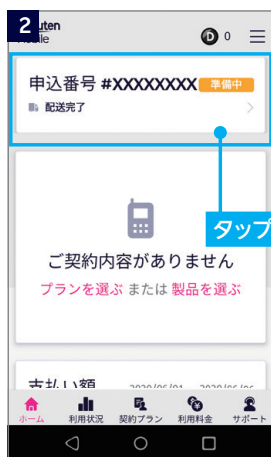 2
uten
ile
D 0
申込番号 #XXXXXXXX 準備中
配送完了
タップ
ご契約内容がありません
プランを選ぶ または 製品を選ぶ
支払い額
ホーム 利用状況 契約プラン 利用料金 サポート